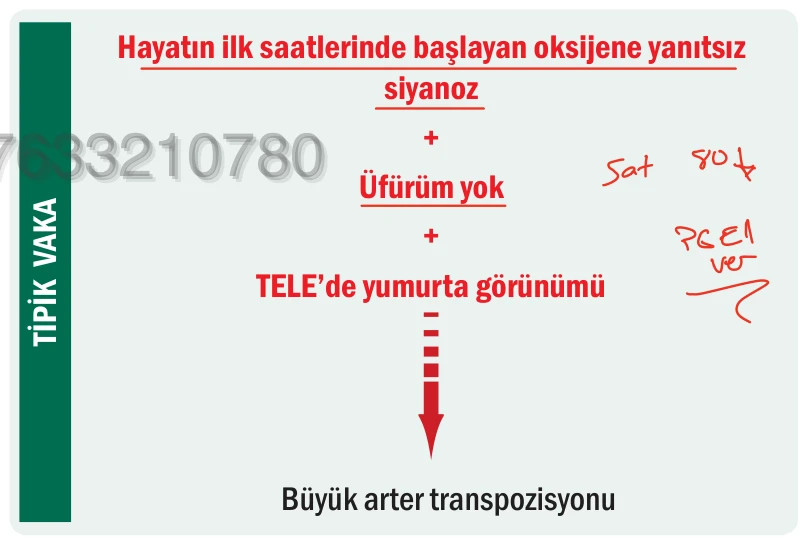 Hayatın ilk saatlerinde başlayan oksijene yanıtsız
siyanoz
+
7633210780
Üfürüm yok
Sat 80↓
+
PGE1
ver
TİPİK VAKA
TELE’de yumurta görünümü
Büyük arter transpozisyonu